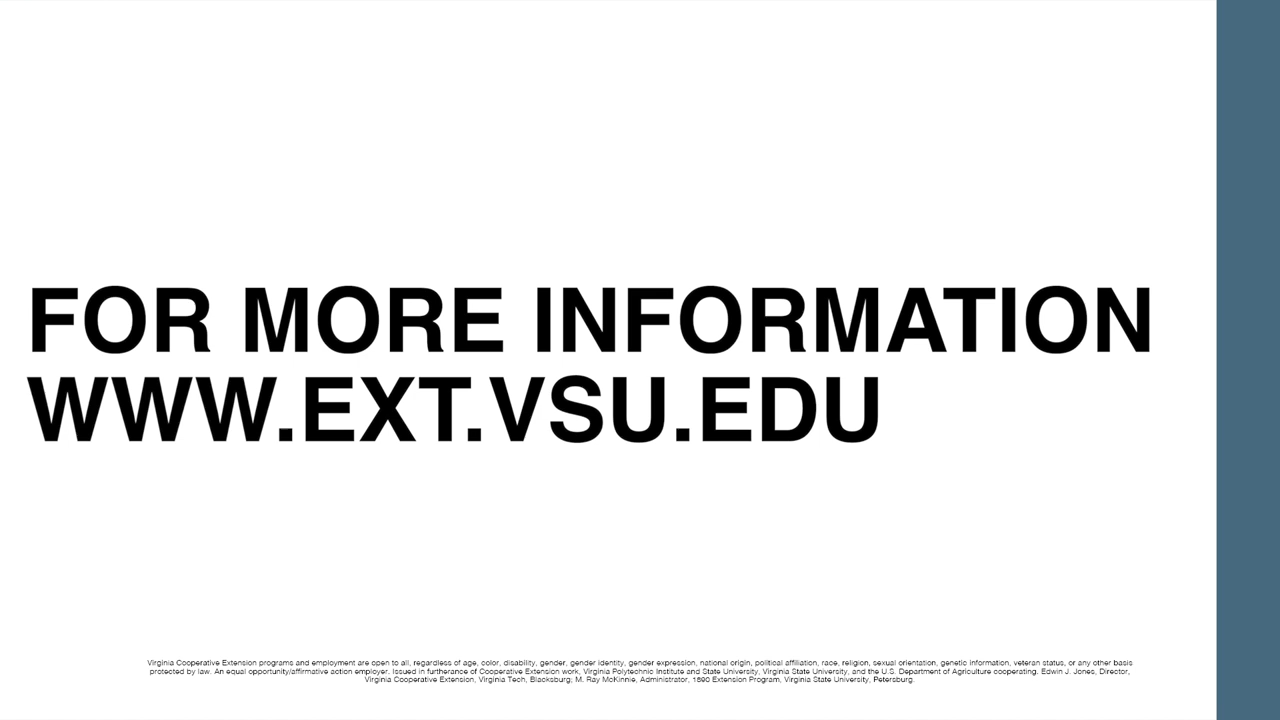 FOR MORE INFORMATION
WWW.EXT.VSU.EDU
Virginia Cooperative Extension programs and employment are open to all, regardless of age, color, disability, gender, gender identity, gender expression, national origin, political affiliation, race, religion, sexual orientation, genetic information, veteran status, or any other basis
protected by law. An equal opportunity/affirmative action employer. Issued in furtherance of Cooperative Extension work, Virginia Polytechnic Institute and State University, Virginia State University, and the U.S. Department of Agriculture cooperating. Edwin J. Jones, Director,
Virginia Cooperative Extension, Virginia Tech, Blacksburg; M. Ray McKinnie, Administrator, 1890 Extension Program, Virginia State University, Petersburg.